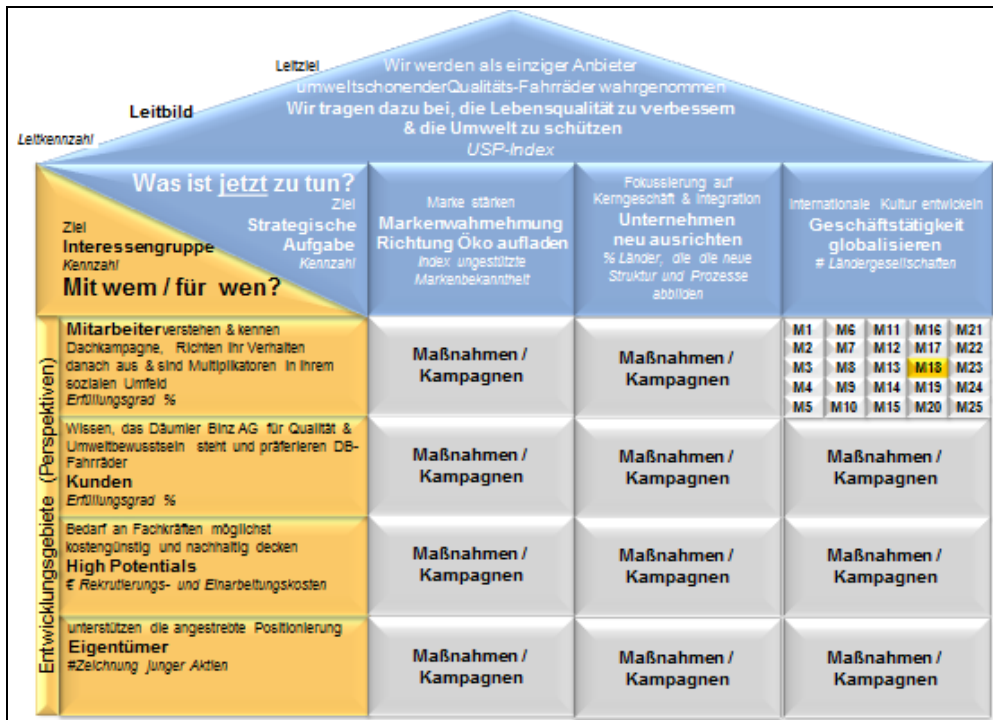 Leitziel
Wir werden als einziger Anbieter
umweltschonenderQualitäts-Fahrräder wahrgenommen
Leitbild
Wir tragen dazu bei, die Lebensqualität zu verbessern
& die Umwelt zu schützen
Leitkennzahl
USP-Index
Was ist jetzt zu tun?
Ziel
Strategische
Aufgabe
Kennzahl
Ziel
Interessengruppe
Kennzahl
Mit wem / für wen?
Marke stärken
Markenwahrnehmung
Richtung Öko aufladen
Index ungestützte
Markenbekanntheit
Fokussierung auf
Kerngeschäft & Integration
Unternehmen
neu ausrichten
% Länder, die die neue
Struktur und Prozesse
abbilden
Internationale Kultur entwickeln
Geschäftstätigkeit
globalisieren
# Ländergesellschaften
Entwicklungsgebiete (Perspektiven)
Mitarbeiterverstehen & kennen
Dachkampagne, Richten ihr Verhalten
danach aus & sind Multiplikatoren in ihrem
sozialen Umfeld
Erfüllungsgrad %
Maßnahmen /
Kampagnen
Maßnahmen /
Kampagnen
M1 M6 M11 M16 M21
M2 M7 M12 M17 M22
M3 M8 M13 M18 M23
M4 M9 M14 M19 M24
M5 M10 M15 M20 M25
Wissen, das Däumler Binz AG für Qualität &
Umweltbewusstsein steht und präferieren DB-
Fahrräder
Kunden
Erfüllungsgrad %
Maßnahmen /
Kampagnen
Maßnahmen /
Kampagnen
Maßnahmen /
Kampagnen
Bedarf an Fachkräften möglichst
kostengünstig und nachhaltig decken
High Potentials
€ Rekrutierungs- und Einarbeitungskosten
Maßnahmen /
Kampagnen
Maßnahmen /
Kampagnen
Maßnahmen /
Kampagnen
unterstützen die angestrebte Positionierung
Eigentümer
#Zeichnung junger Aktien
Maßnahmen /
Kampagnen
Maßnahmen /
Kampagnen
Maßnahmen /
Kampagnen